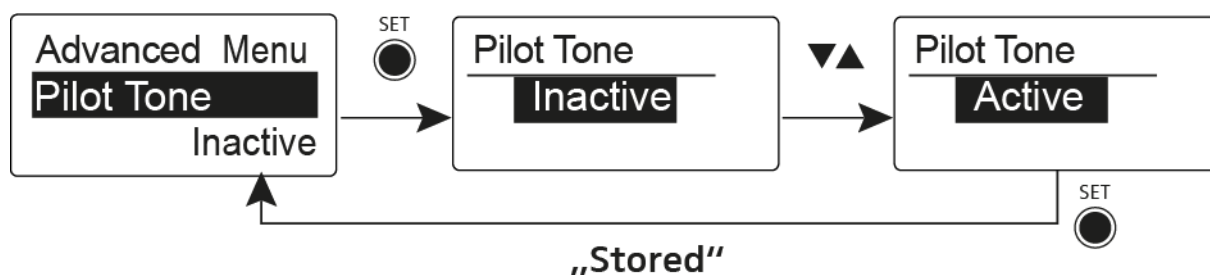 Advanced Menu
Pilot Tone
Inactive
SET
Pilot Tone
Inactive
▼▲
Pilot Tone
Active
SET
„Stored“